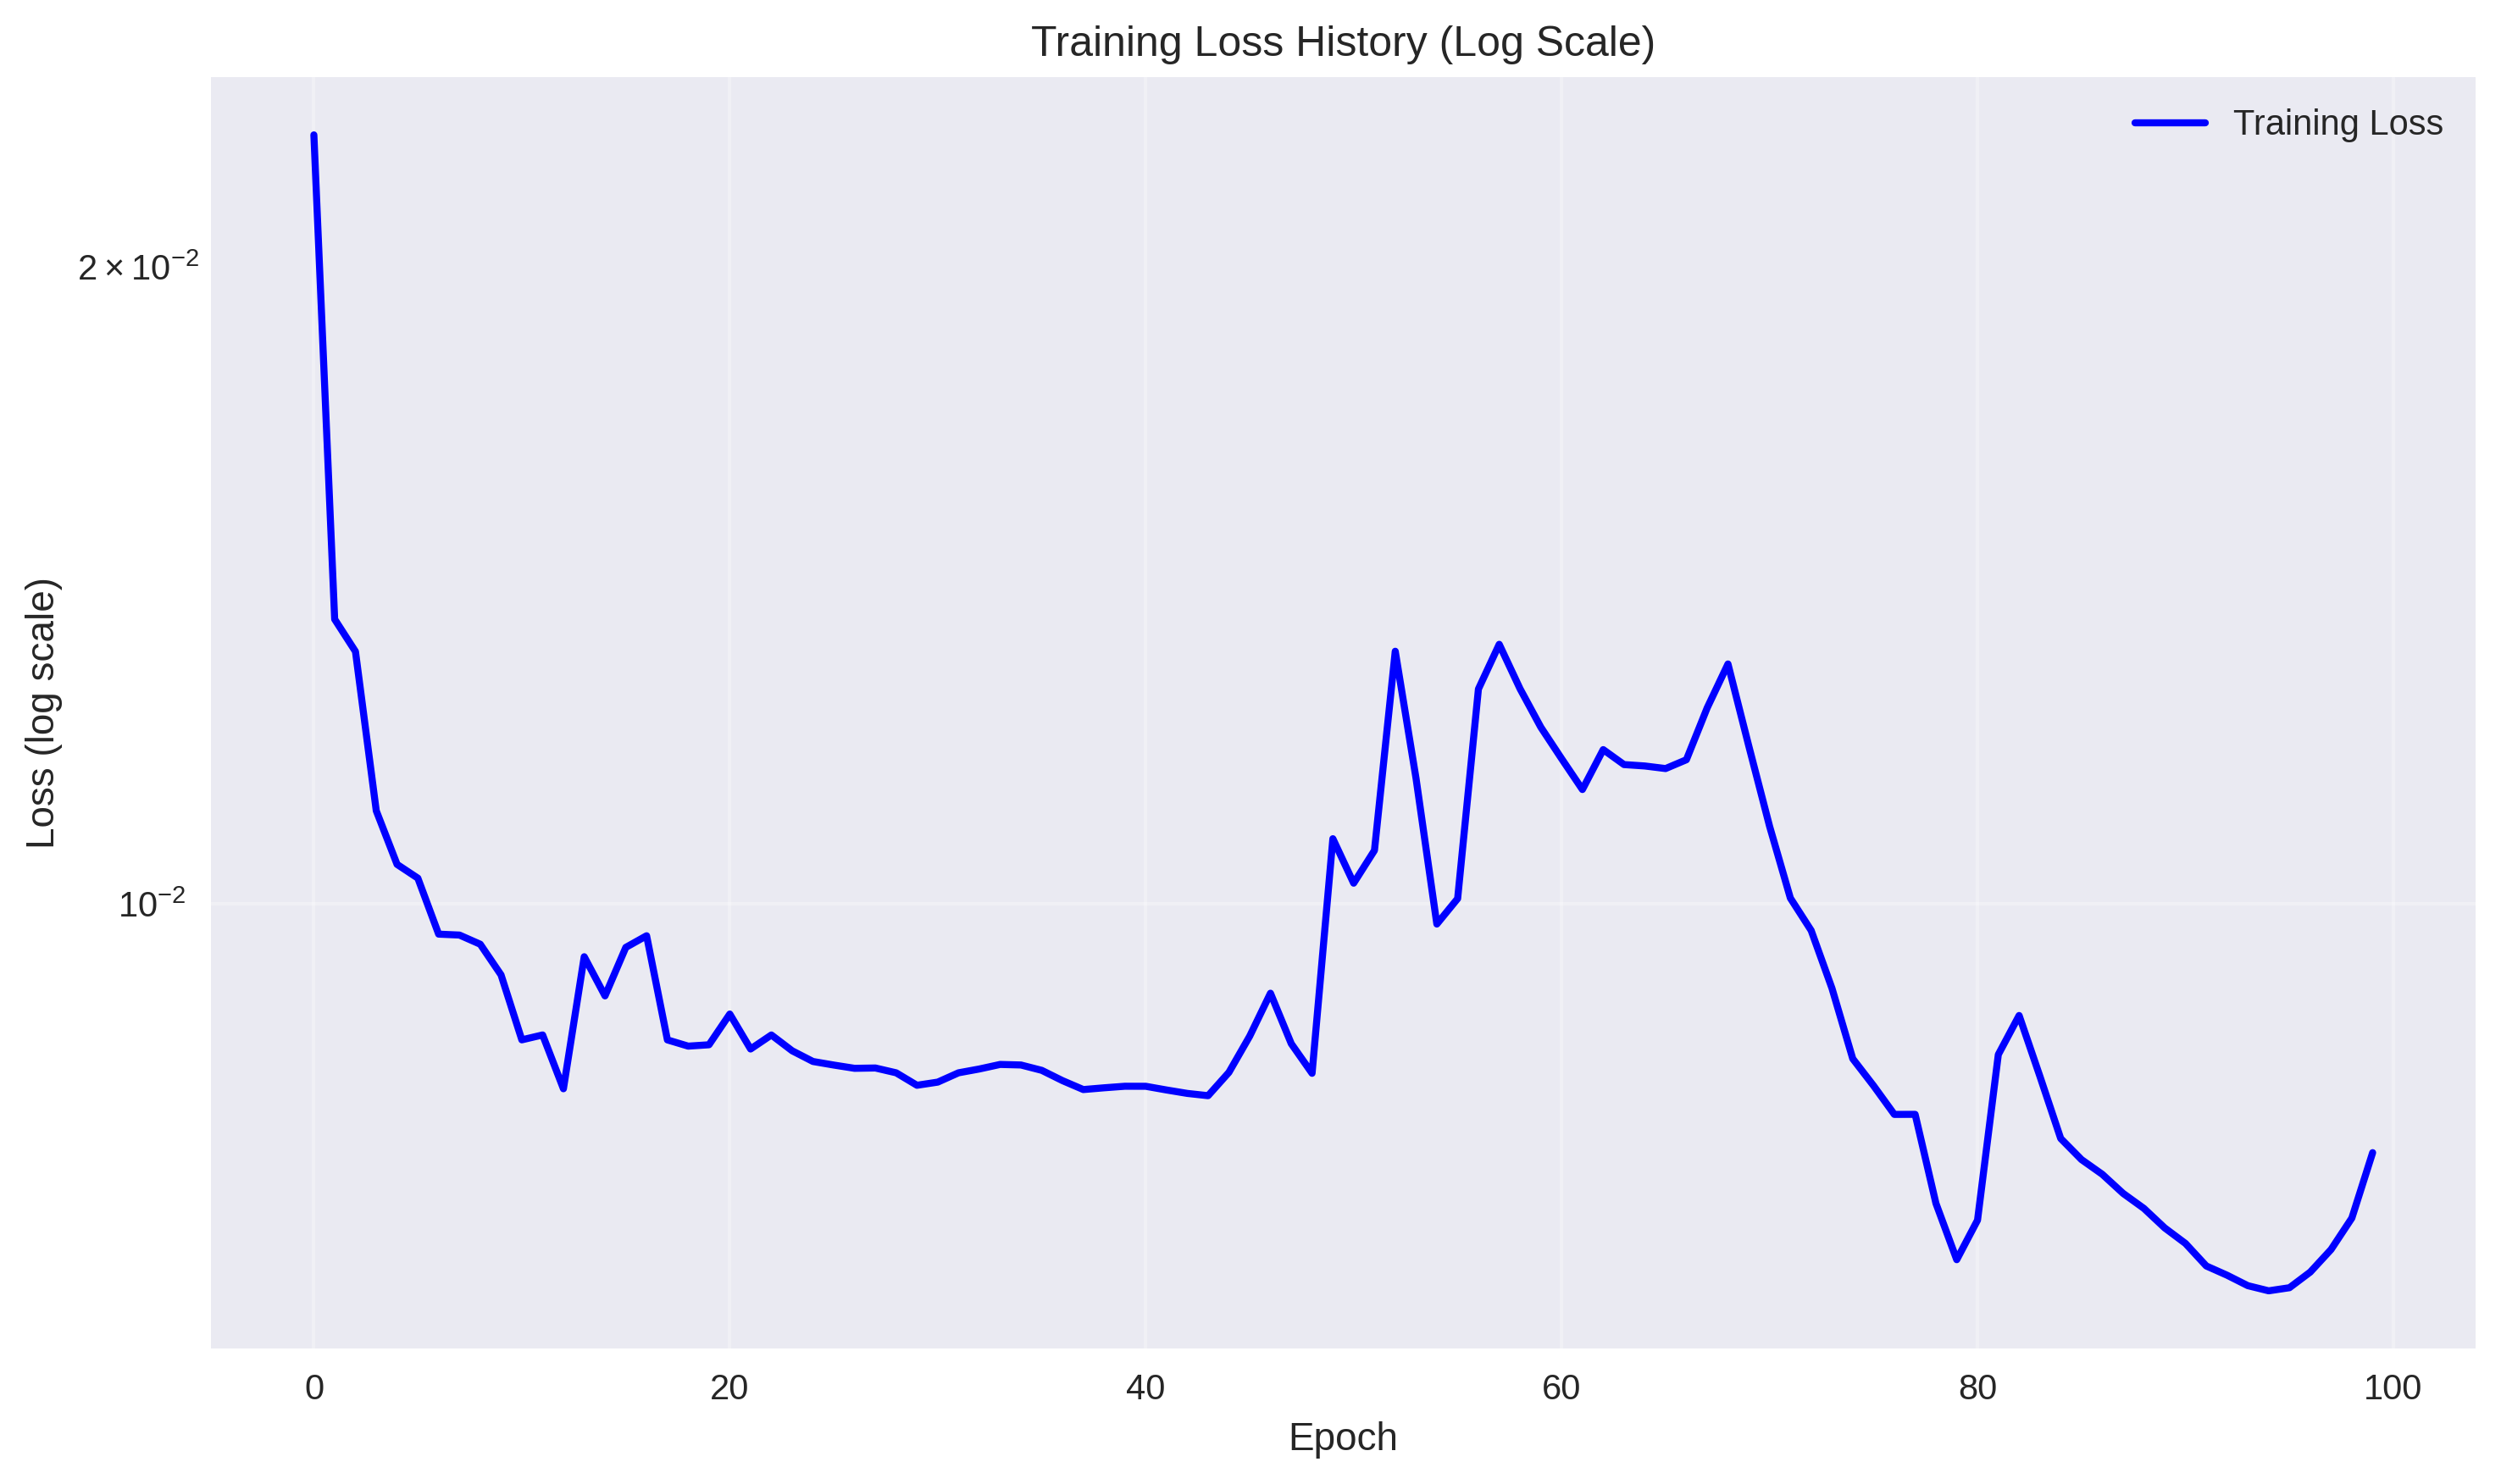 Training Loss History (Log Scale)
Training Loss
2 × 10⁻²
10⁻²
Loss (log scale)
0 20 40 60 80 100
Epoch